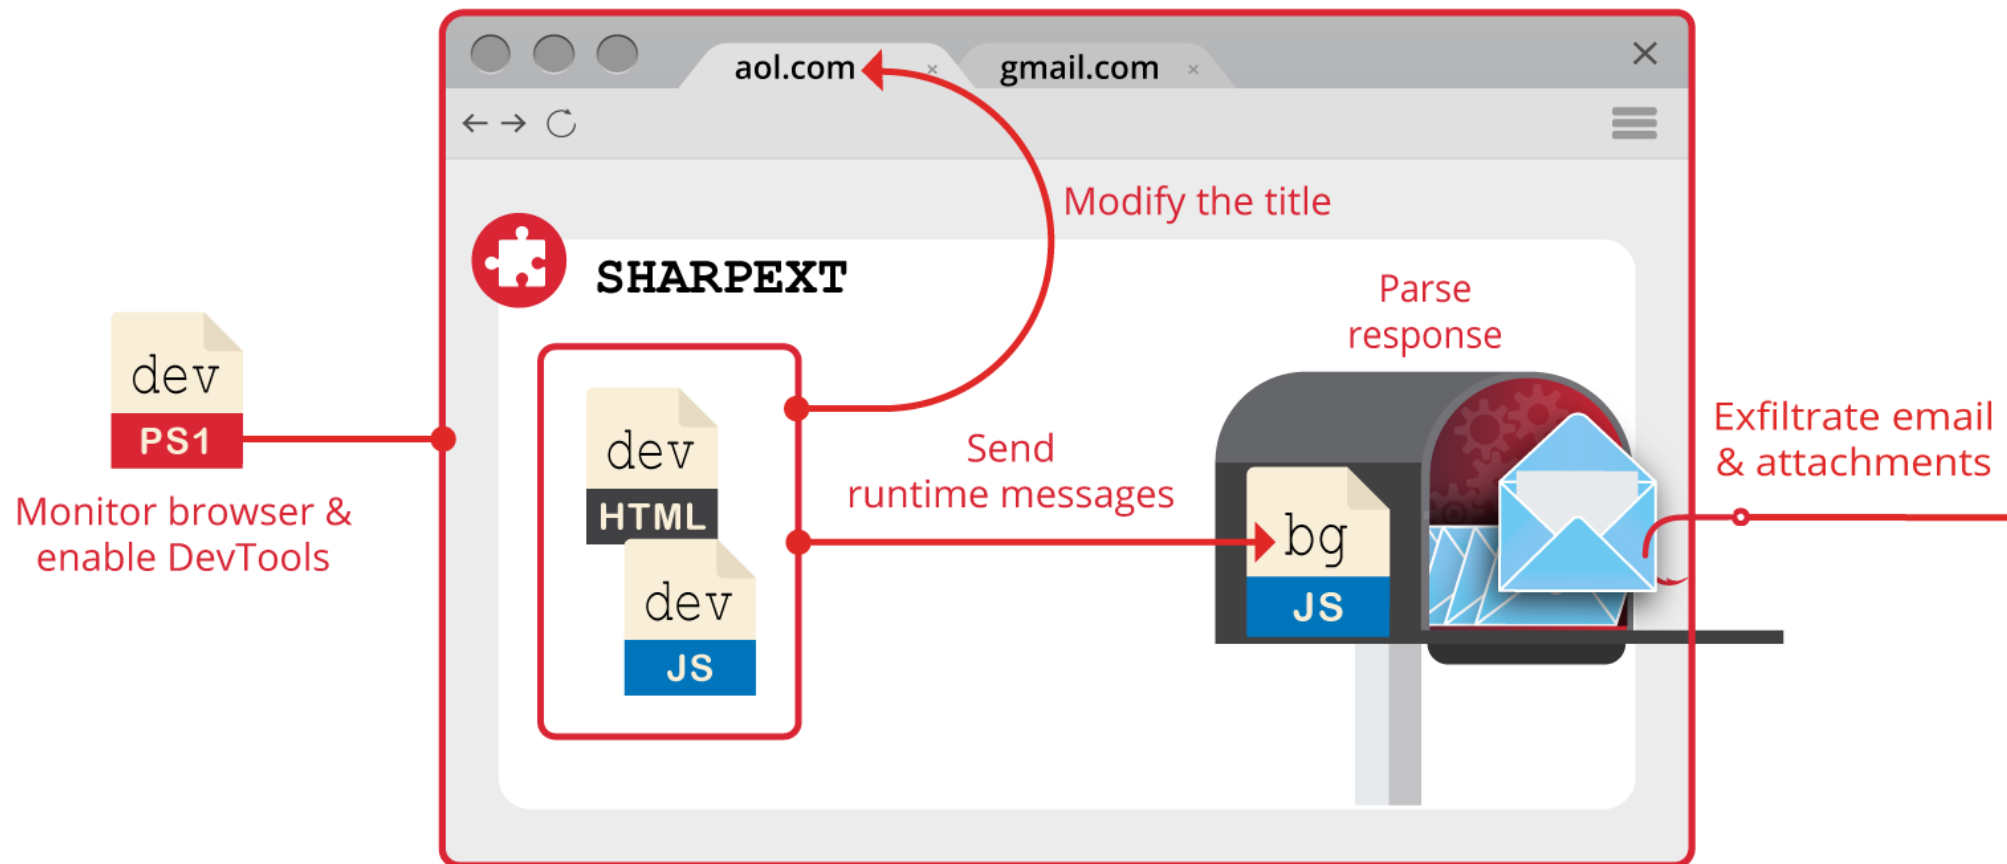 aol.com
gmail.com
Modify the title
SHARPEXT
Parse
response
dev
PS1
Monitor browser &
enable DevTools
dev
HTML
dev
JS
Send
runtime messages
bg
JS
Exfiltrate email
& attachments